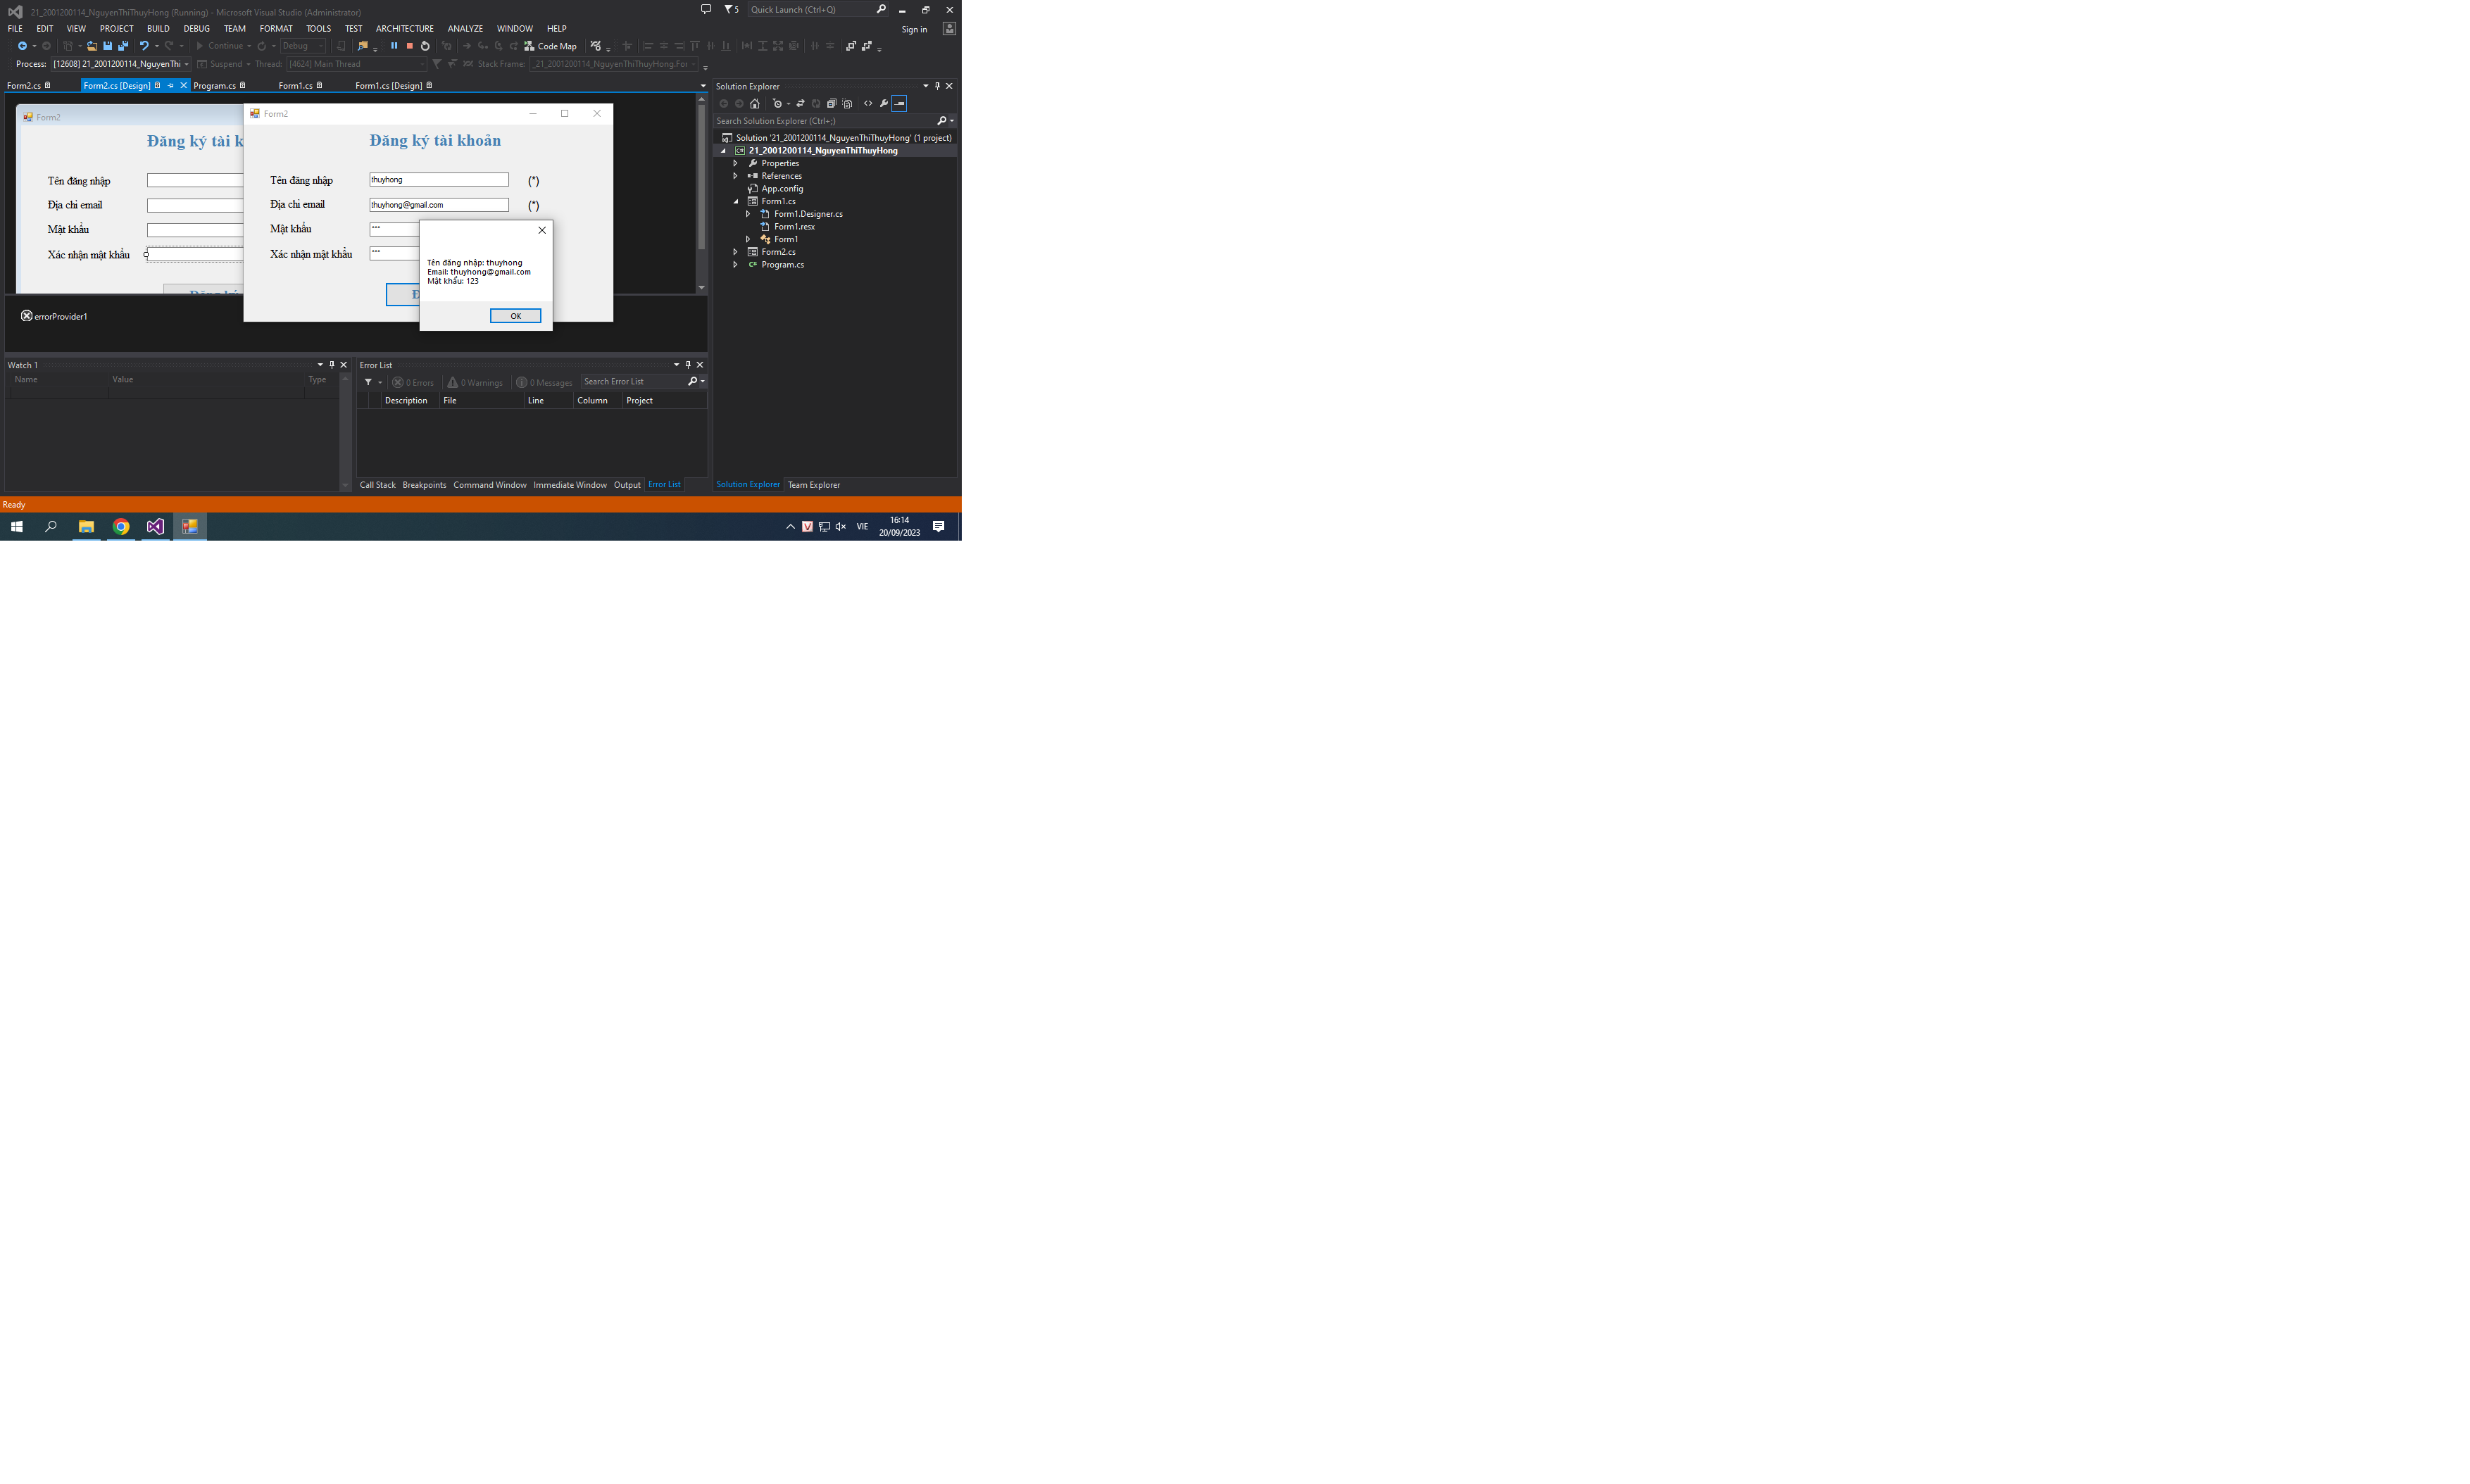 21_2001200114_NguyenThiThuyHong (Running) - Microsoft Visual Studio (Administrator)
5
Quick Launch (Ctrl+Q)
FILE EDIT VIEW PROJECT BUILD DEBUG TEAM FORMAT TOOLS TEST ARCHITECTURE ANALYZE WINDOW HELP
Sign in
Continue Debug Code Map
Process: [12608] 21_2001200114_NguyenThi Suspend Thread: [4624] Main Thread Stack Frame: _21_2001200114_NguyenThiThuyHong.For
Form2.cs Form2.cs [Design] Program.cs Form1.cs Form1.cs [Design]
Form2
Đăng ký tài k
Tên đăng nhập
Địa chỉ email
Mật khẩu
Xác nhận mật khẩu
Đăng ký
Form2
Đăng ký tài khoản
Tên đăng nhập thuyhong (*)
Địa chỉ email thuyhong@gmail.com (*)
Mật khẩu ***
Xác nhận mật khẩu ***
Đ
Tên đăng nhập: thuyhong
Email: thuyhong@gmail.com
Mật khẩu: 123
OK
errorProvider1
Watch 1
Name Value Type
Error List
0 Errors 0 Warnings 0 Messages Search Error List
Description File Line Column Project
Call Stack Breakpoints Command Window Immediate Window Output Error List
Solution Explorer
Search Solution Explorer (Ctrl+;)
Solution '21_2001200114_NguyenThiThuyHong' (1 project)
21_2001200114_NguyenThiThuyHong
Properties
References
App.config
Form1.cs
Form1.Designer.cs
Form1.resx
Form1
Form2.cs
Program.cs
Solution Explorer Team Explorer
Ready
VIE
16:14
20/09/2023